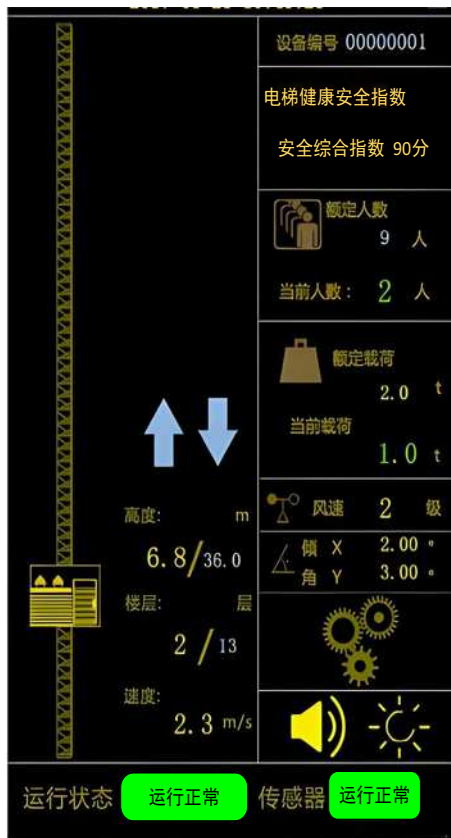 设备编号 00000001
电梯健康安全指数
安全综合指数 90分
额定人数
9 人
当前人数： 2 人
额定载荷
2.0 t
当前载荷
1.0 t
风速 2 级
倾 X 2.00 °
角 Y 3.00 °
高度: m
6.8/36.0
楼层: 层
2 / 13
速度:
2.3 m/s
运行状态 运行正常 传感器 运行正常